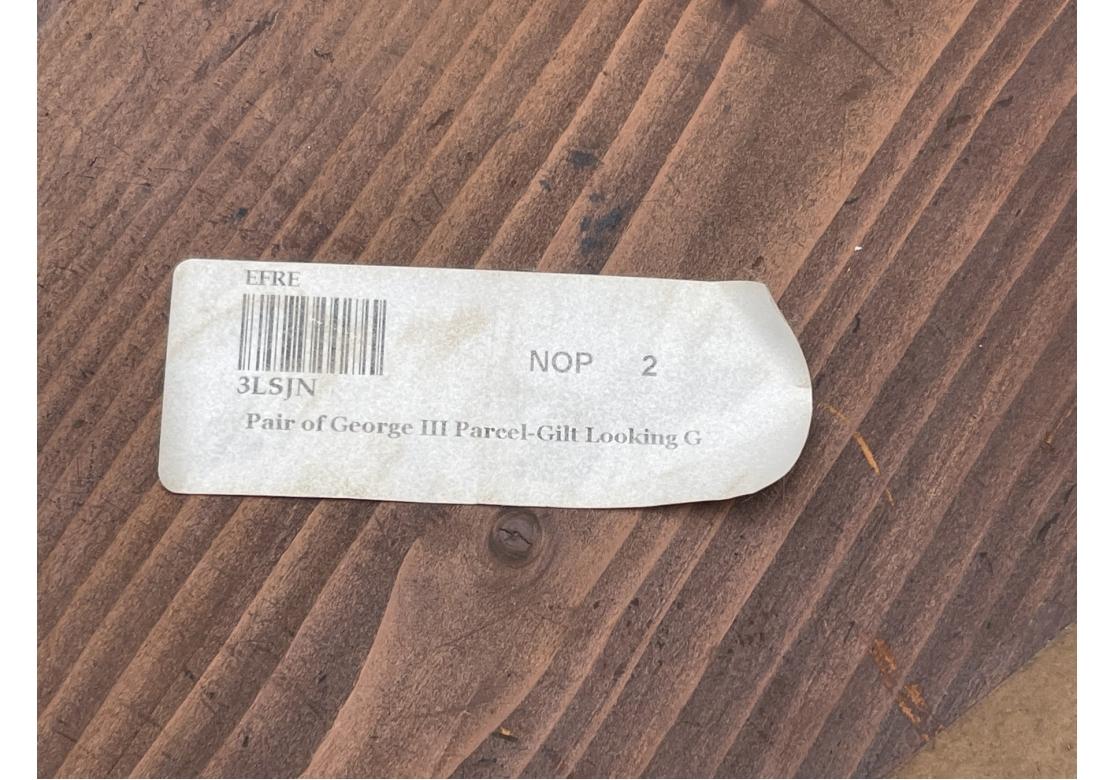 EFRE
3LSJN
NOP 2
Pair of George III Parcel-Gilt Looking G